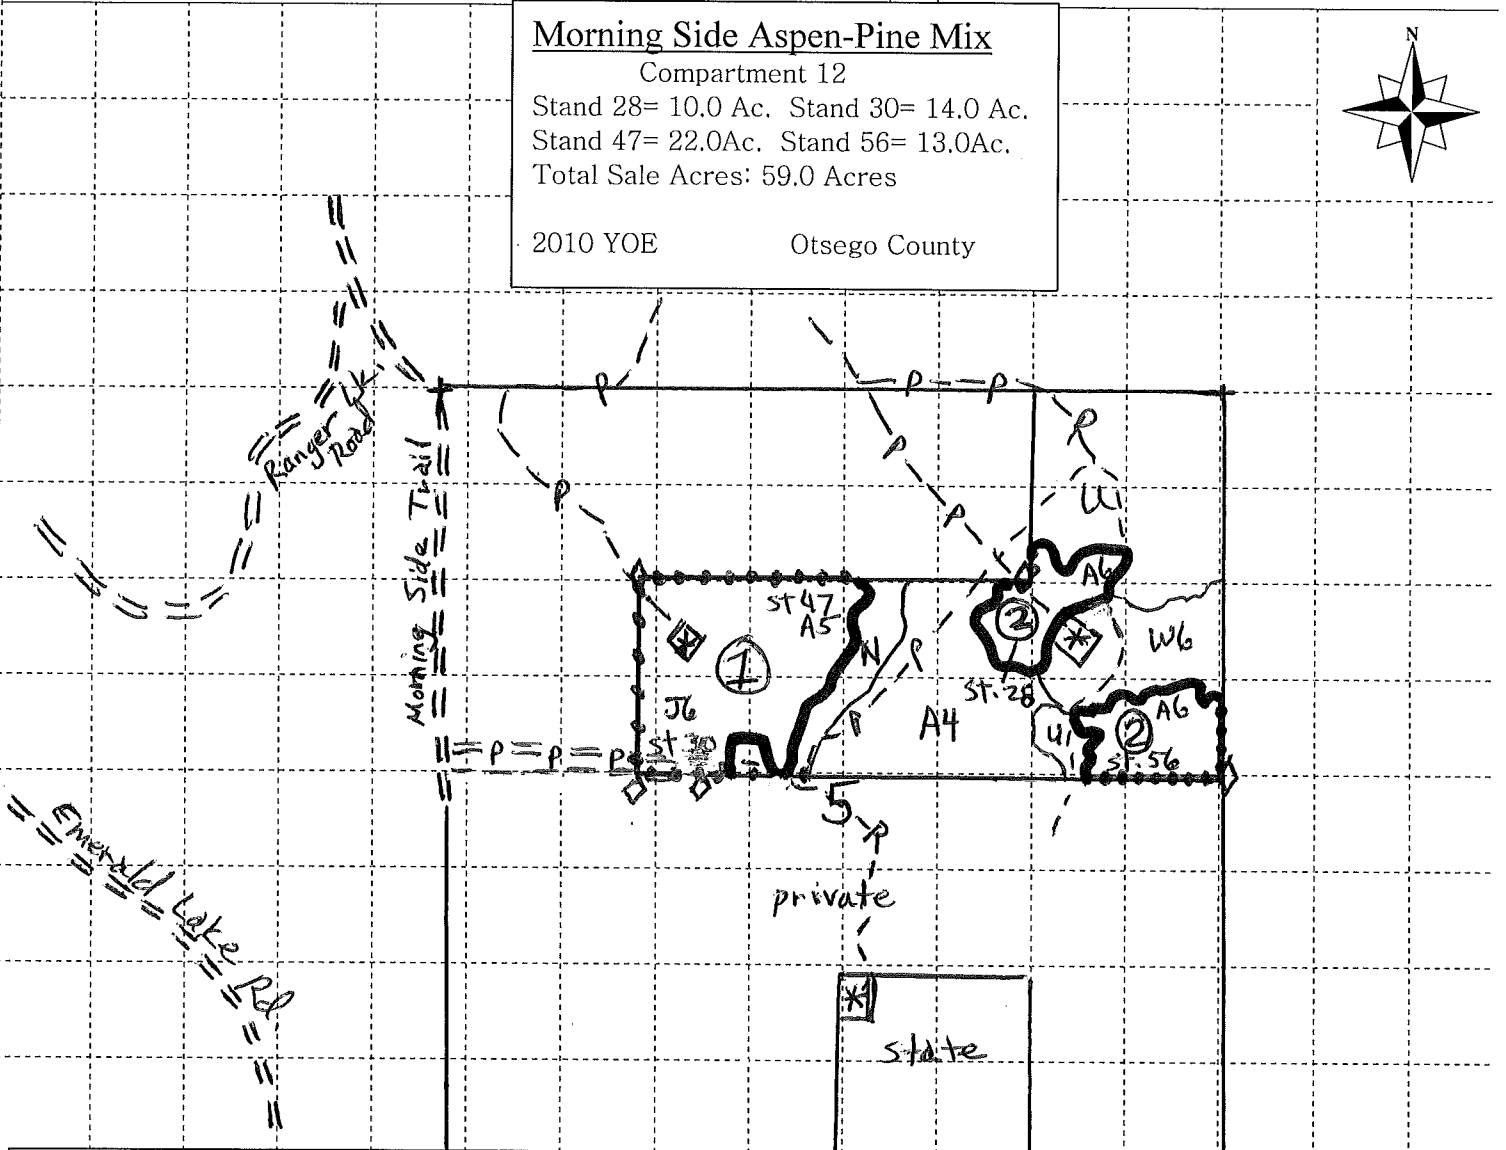 Morning Side Aspen-Pine Mix
Compartment 12
Stand 28= 10.0 Ac. Stand 30= 14.0 Ac.
Stand 47= 22.0Ac. Stand 56= 13.0Ac.
Total Sale Acres: 59.0 Acres
2010 YOE Otsego County
N
Ranger Lk.
Road
Morning Side Trail
P
P P
P
P
P
P
U
A6
2
*
st 47
A5
*
1
N
P
W6
St. 28
J6
A4
P
st 30
P P P
U
A6
2
St. 56
5
P
Emerald Lake Rd
private
*
state